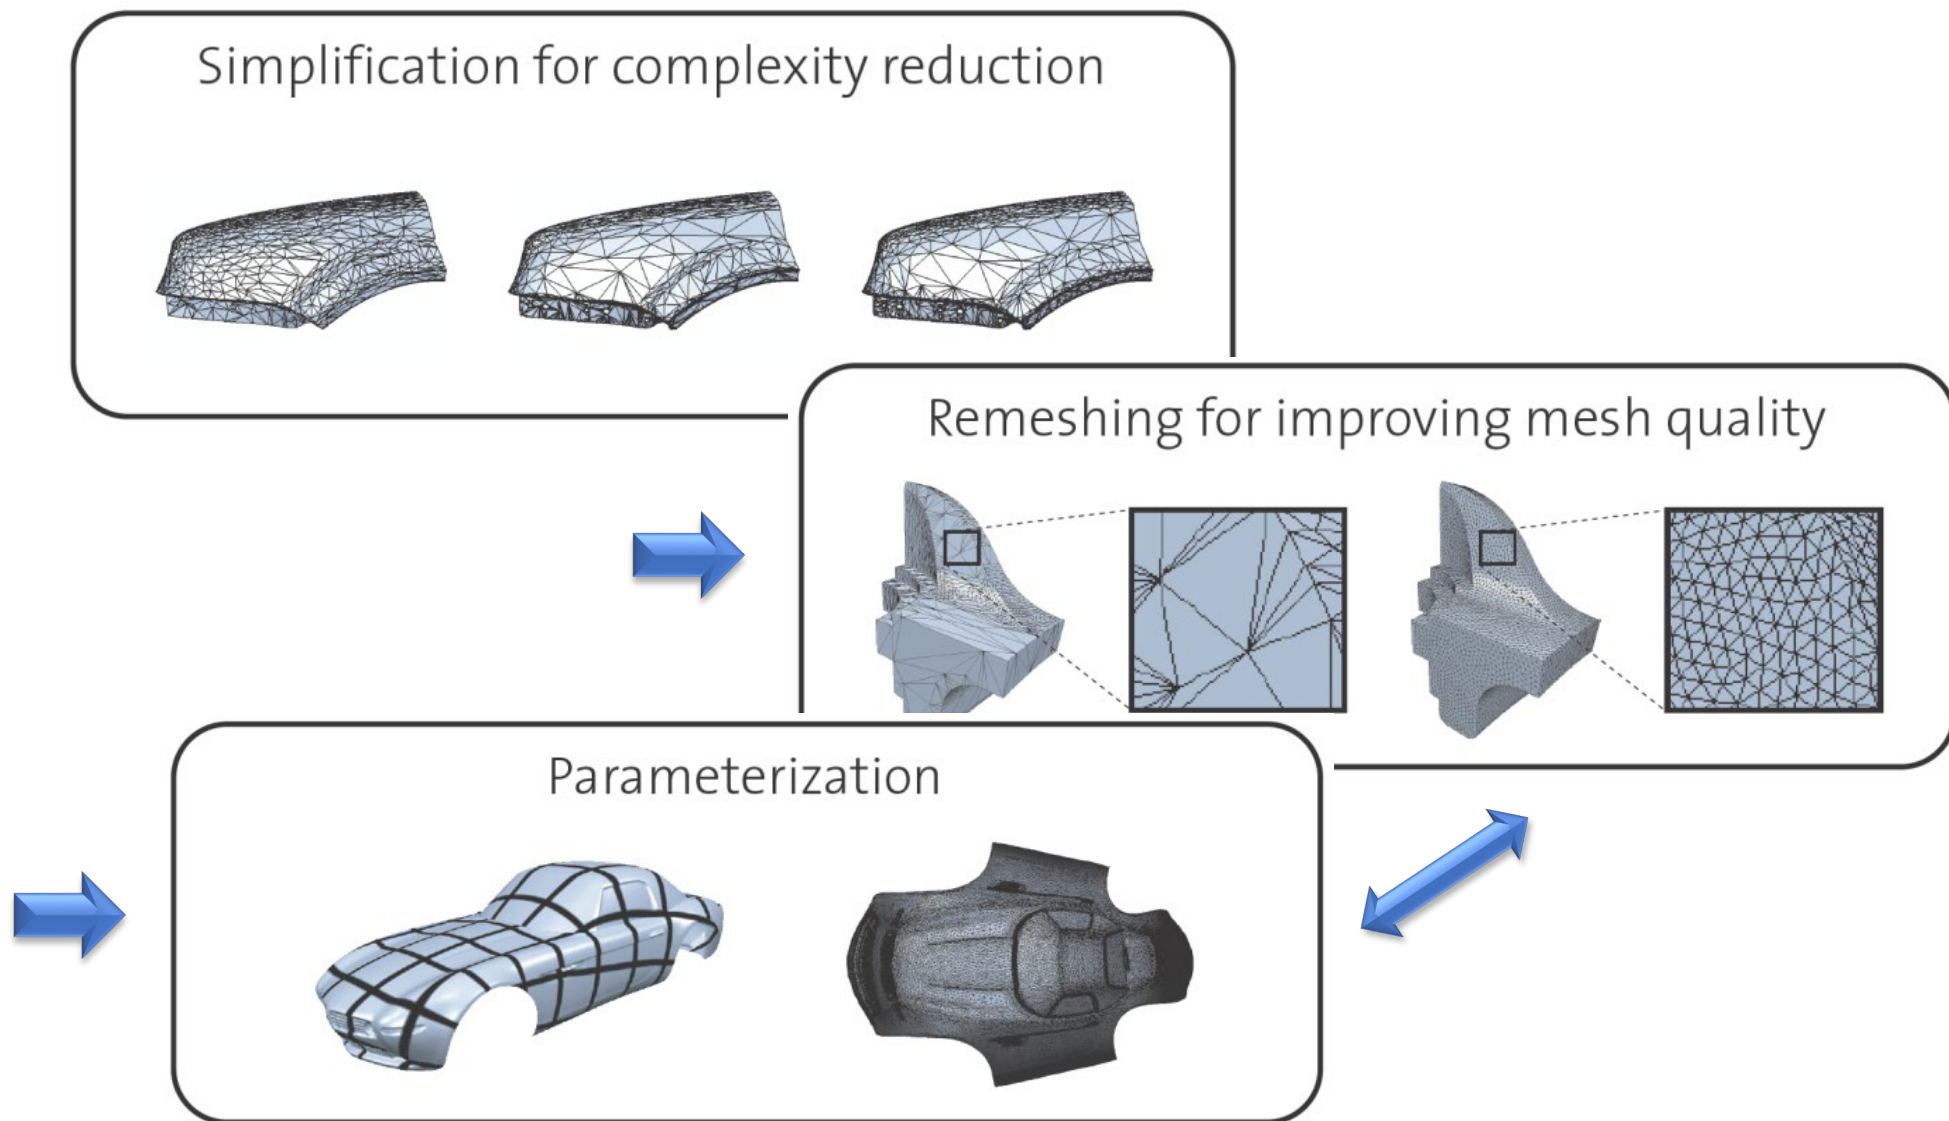 Simplification for complexity reduction
Remeshing for improving mesh quality
Parameterization